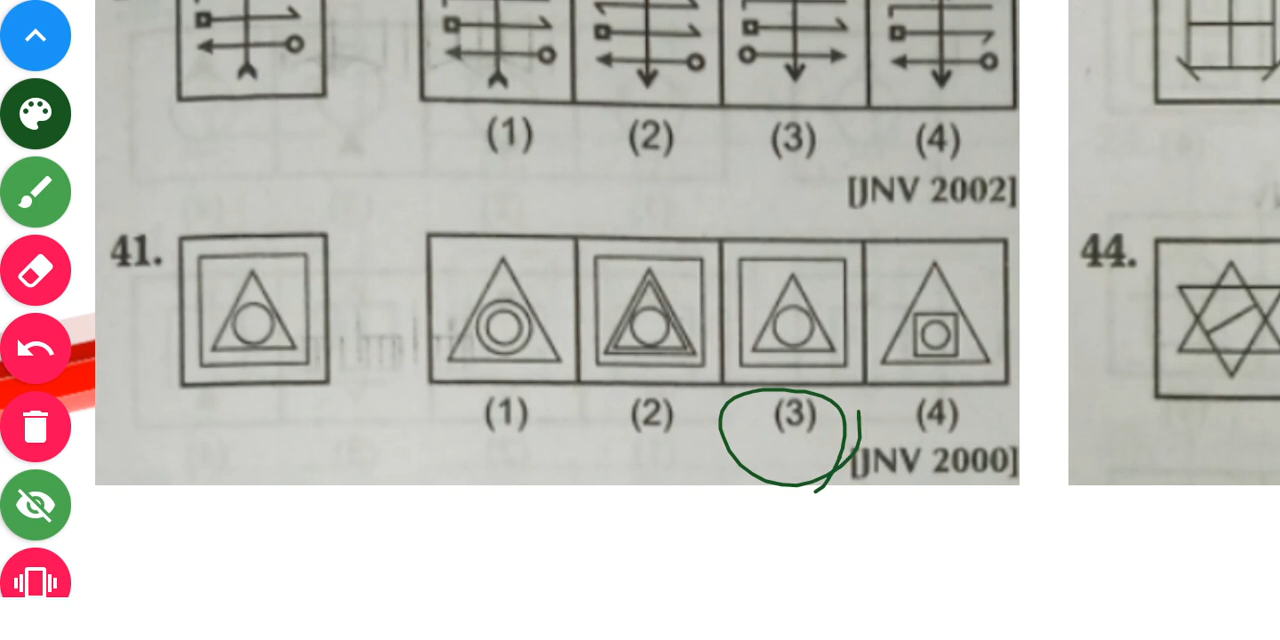 (1) (2) (3) (4)
[JNV 2002]
41.
44.
(1) (2) (3) (4)
[JNV 2000]